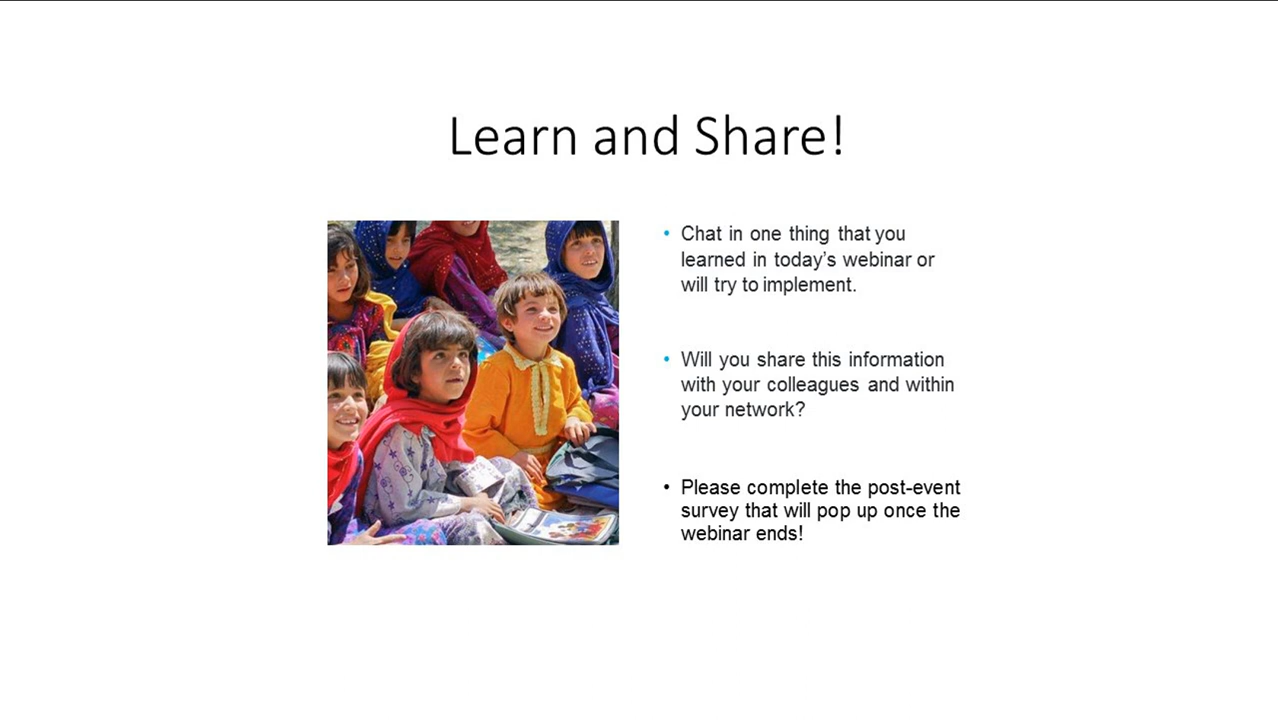 Learn and Share!
• Chat in one thing that you
learned in today's webinar or
will try to implement.
• Will you share this information
with your colleagues and within
your network?
• Please complete the post-event
survey that will pop up once the
webinar ends!